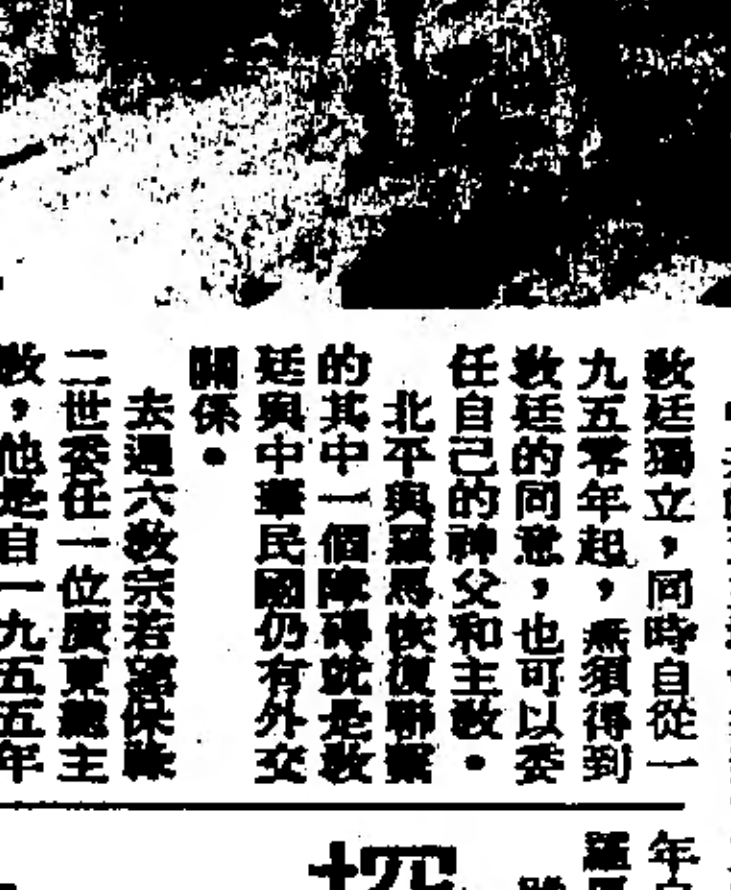 教廷獨立，同時自從一
九五零年起，無須得到
教廷的同意，也可以委
任自己的神父和主教。
北平與羅馬恢復聯繫
的其中一個障碍就是教
廷與中華民國仍有外交
關係。
去週六教宗若望保祿
二世委任一位廣東總主
教，他是自一九五五年